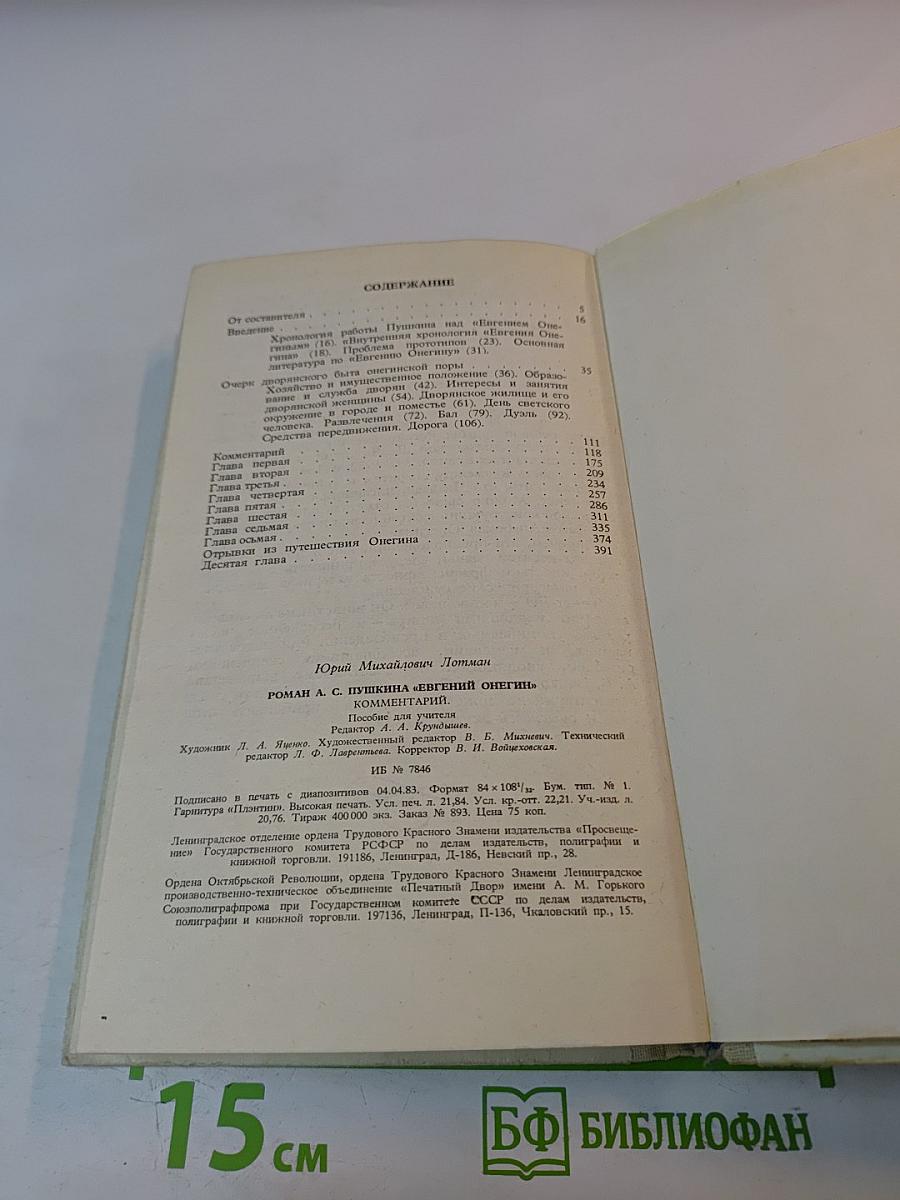 СОДЕРЖАНИЕ
От составителя . . . . . . . . . . . . . . . 5
Введение . . . . . . . . . . . . . . . 16
Хронология работы Пушкина над «Евгением Оне-
гиным» (16). «Внутренняя хронология «Евгения Оне-
гина» (18). Проблема прототипов (23). Основная
литература по «Евгению Онегину» (31).
Очерк дворянского быта онегинской поры . . . . . . . 35
Хозяйство и имущественное положение (36). Образо-
вание и служба дворян (42). Интересы и занятия
дворянской женщины (54). Дворянское жилище и его
окружение в городе и поместье (61). День светского
человека. Развлечения (72). Бал (79). Дуэль (92).
Средства передвижения. Дорога (106).
Комментарий . . . . . . . . . . . . . . . 111
Глава первая . . . . . . . . . . . . . . . 118
Глава вторая . . . . . . . . . . . . . . . 175
Глава третья . . . . . . . . . . . . . . . 209
Глава четвертая . . . . . . . . . . . . . . . 234
Глава пятая . . . . . . . . . . . . . . . 257
Глава шестая . . . . . . . . . . . . . . . 286
Глава седьмая . . . . . . . . . . . . . . . 311
Глава осьмая . . . . . . . . . . . . . . . 335
Отрывки из путешествия Онегина . . . . . . . . . 374
Десятая глава . . . . . . . . . . . . . . . 391
Юрий Михайлович Лотман
РОМАН А. С. ПУШКИНА «ЕВГЕНИЙ ОНЕГИН»
КОММЕНТАРИЙ.
Пособие для учителя
Редактор А. А. Крундышев.
Художник Л. А. Яценко. Художественный редактор В. Б. Михневич. Технический
редактор Л. Ф. Лаврентьева. Корректор В. И. Войцеховская.
ИБ № 7846
Подписано в печать с диапозитивов 04.04.83. Формат 84×108¹/₃₂. Бум. тип. № 1.
Гарнитура «Плэнтин». Высокая печать. Усл. печ. л. 21,84. Усл. кр.-отт. 22,21. Уч.-изд. л.
20,76. Тираж 400 000 экз. Заказ № 893. Цена 75 коп.
Ленинградское отделение ордена Трудового Красного Знамени издательства «Просвеще-
ние» Государственного комитета РСФСР по делам издательств, полиграфии и
книжной торговли. 191186, Ленинград, Д-186, Невский пр., 28.
Ордена Октябрьской Революции, ордена Трудового Красного Знамени Ленинградское
производственно-техническое объединение «Печатный Двор» имени А. М. Горького
Союзполиграфпрома при Государственном комитете СССР по делам издательств,
полиграфии и книжной торговли. 197136, Ленинград, П-136, Чкаловский пр., 15.
15 см
БФ БИБЛИОФАН